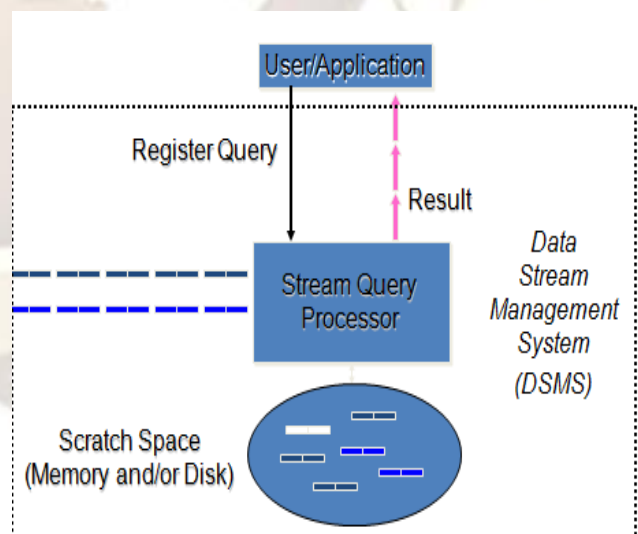 User/Application
Register Query
Result
Stream Query
Processor
Data
Stream
Management
System
(DSMS)
Scratch Space
(Memory and/or Disk)